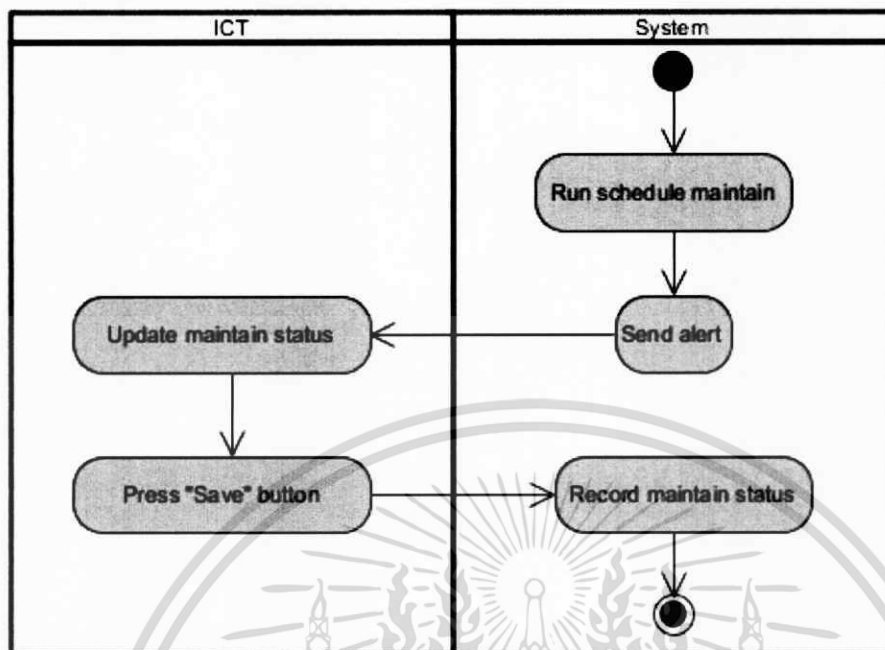 ICT
System
Run schedule maintain
Update maintain status
Send alert
Press "Save" button
Record maintain status